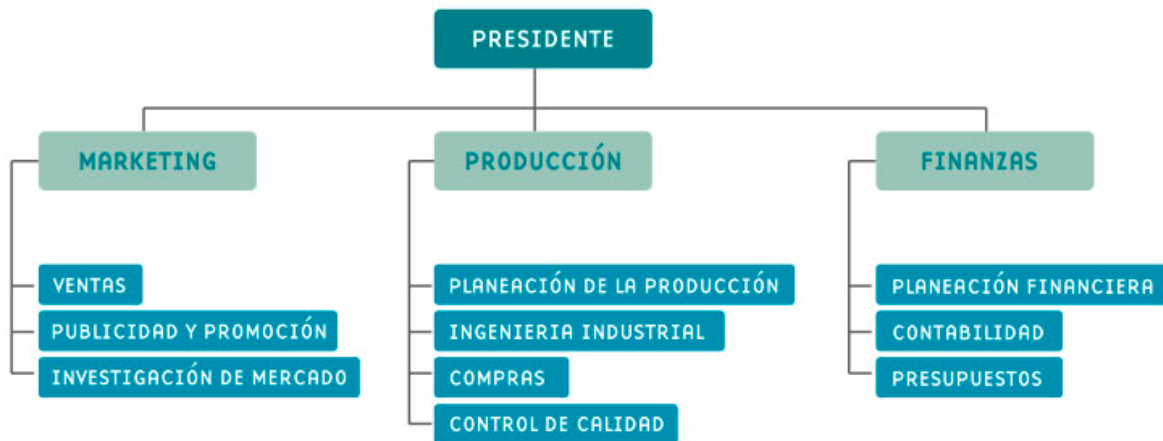 PRESIDENTE
MARKETING
VENTAS
PUBLICIDAD Y PROMOCIÓN
INVESTIGACIÓN DE MERCADO
PRODUCCIÓN
PLANEACIÓN DE LA PRODUCCIÓN
INGENIERIA INDUSTRIAL
COMPRAS
CONTROL DE CALIDAD
FINANZAS
PLANEACIÓN FINANCIERA
CONTABILIDAD
PRESUPUESTOS